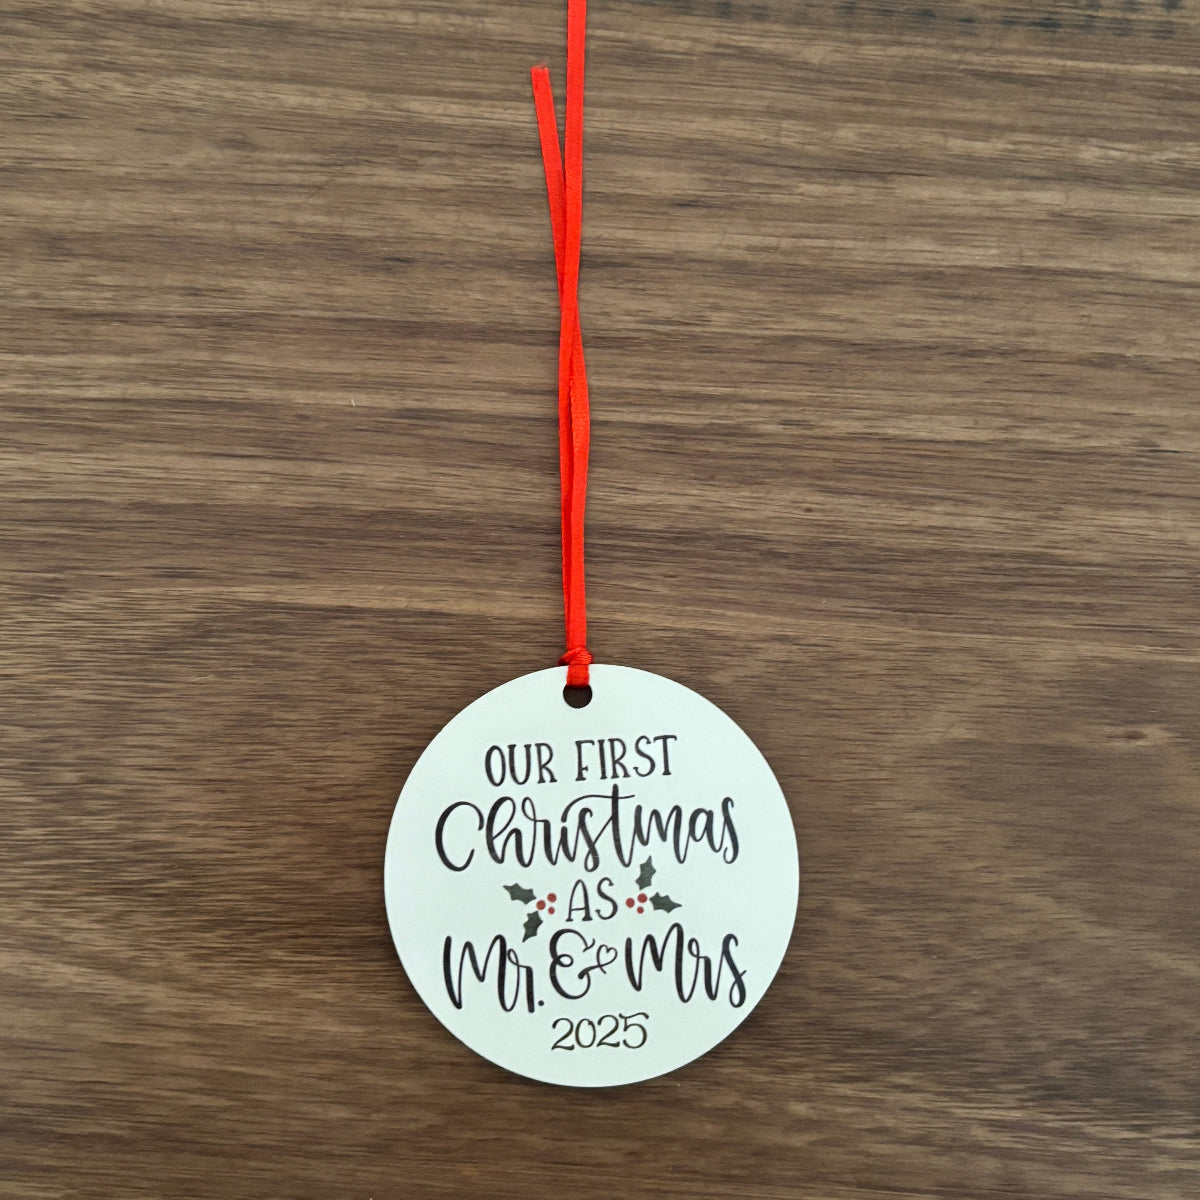 OUR FIRST
Christmas
AS
Mr. & Mrs
2025